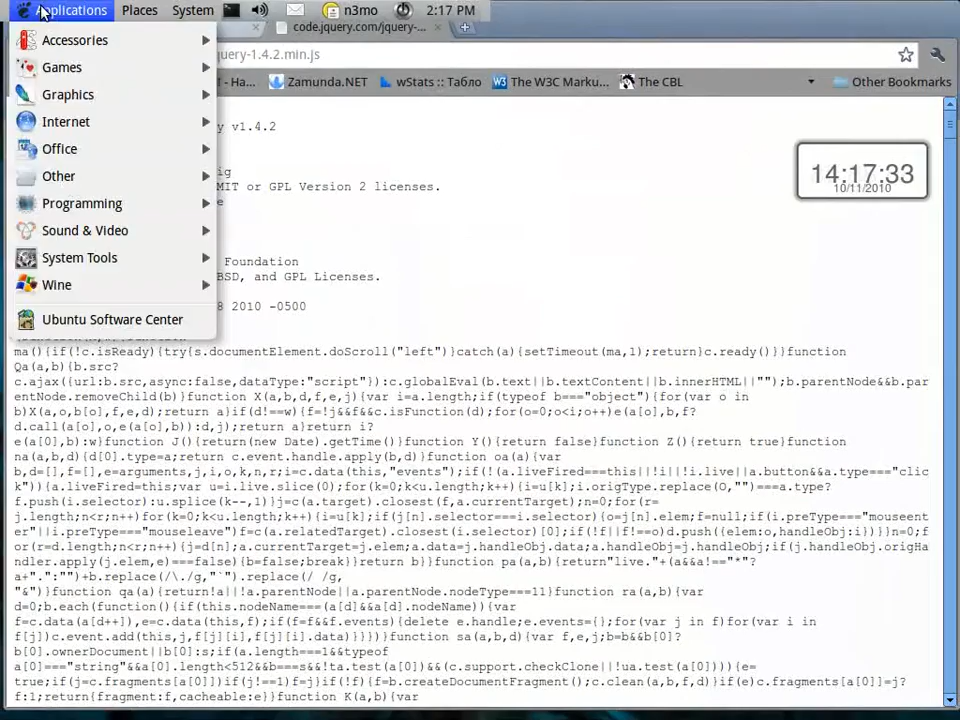 Applications Places System n3mo 2:17 PM
code.jquery.com/jquery-...
query-1.4.2.min.js
- Ha... Zamunda.NET wStats :: Табло The W3C Marku... The CBL Other Bookmarks
Accessories
Games
Graphics
Internet
Office
Other
Programming
Sound & Video
System Tools
Wine
Ubuntu Software Center
14:17:33
10/11/2010
y v1.4.2
ig
MIT or GPL Version 2 licenses.
e
Foundation
BSD, and GPL Licenses.
8 2010 -0500
ma(){if(!c.isReady){try{s.documentElement.doScroll("left")}catch(a){setTimeout(ma,1);return}c.ready()}}function
Qa(a,b){b.src?
c.ajax({url:b.src,async:false,dataType:"script"}):c.globalEval(b.text||b.textContent||b.innerHTML||"");b.parentNode&&b.par
entNode.removeChild(b)}function X(a,b,d,f,e,j){var i=a.length;if(typeof b==="object"){for(var o in
b)X(a,o,b[o],f,e,d);return a}if(d!==w){f=!j&&f&&c.isFunction(d);for(o=0;o<i;o++)e(a[o],b,f?
d.call(a[o],o,e(a[o],b)):d,j);return a}return i?
e(a[0],b):w}function J(){return(new Date).getTime()}function Y(){return false}function Z(){return true}function
na(a,b,d){d[0].type=a;return c.event.handle.apply(b,d)}function oa(a){var
b,d=[],f=[],e=arguments,j,i,o,k,n,r;i=c.data(this,"events");if(!(a.liveFired===this||!i||!i.live||a.button&&a.type==="clic
k")){a.liveFired=this;var u=i.live.slice(0);for(k=0;k<u.length;k++){i=u[k];i.origType.replace(O,"")===a.type?
f.push(i.selector):u.splice(k--,1)}j=c(a.target).closest(f,a.currentTarget);n=0;for(r=
j.length;n<r;n++)for(k=0;k<u.length;k++){i=u[k];if(j[n].selector===i.selector){o=j[n].elem;f=null;if(i.preType==="mouseent
er"||i.preType==="mouseleave")f=c(a.relatedTarget).closest(i.selector)[0];if(!f||f!==o)d.push({elem:o,handleObj:i})}}n=0;f
or(r=d.length;n<r;n++){j=d[n];a.currentTarget=j.elem;a.data=j.handleObj.data;a.handleObj=j.handleObj;if(j.handleObj.origHa
ndler.apply(j.elem,e)===false){b=false;break}}return b}}function pa(a,b){return"live."+(a&&a!=="*"?
a+".":"")+b.replace(/\./g,"`").replace(/ /g,
"&")}function qa(a){return!a||!a.parentNode||a.parentNode.nodeType===11}function ra(a,b){var
d=0;b.each(function(){if(this.nodeName===(a[d]&&a[d].nodeName)){var
f=c.data(a[d++]),e=c.data(this,f);if(f=f&&f.events){delete e.handle;e.events={};for(var j in f)for(var i in
f[j])c.event.add(this,j,f[j][i],f[j][i].data)}}})}function sa(a,b,d){var f,e,j;b=b&&b[0]?
b[0].ownerDocument||b[0]:s;if(a.length===1&&typeof
a[0]==="string"&&a[0].length<512&&b===s&&!ta.test(a[0])&&(c.support.checkClone||!ua.test(a[0]))){e=
true;if(j=c.fragments[a[0]])if(j!==1)f=j}if(!f){f=b.createDocumentFragment();c.clean(a,b,f,d)}if(e)c.fragments[a[0]]=j?
f:1;return{fragment:f,cacheable:e}}function K(a,b){var